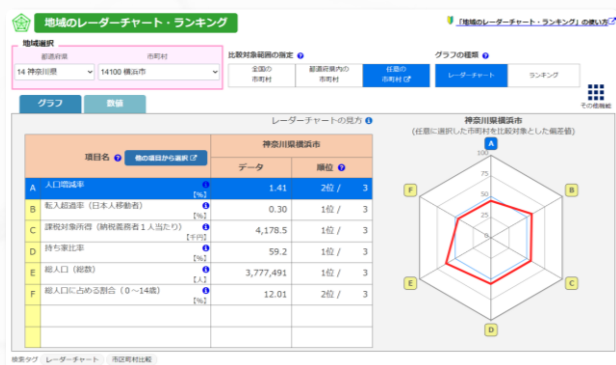 地域のレーダーチャート・ランキング
「地域のレーダーチャート・ランキング」の使い方
地域選択
都道府県
市町村
14 神奈川県
14100 横浜市
比較対象範囲の指定
全国の
市町村
都道府県内の
市町村
任意の
市町村
グラフの種類
レーダーチャート
ランキング
その他機能
グラフ
数値
レーダーチャートの見方
項目名
他の項目から選択
神奈川県横浜市
データ
順位
A 人口増減率 【%】 1.41 2位 / 3
B 転入超過率（日本人移動者） 【%】 0.30 1位 / 3
C 課税対象所得（納税義務者１人当たり） 【千円】 4,178.5 1位 / 3
D 持ち家比率 【%】 59.2 1位 / 3
E 総人口（総数） 【人】 3,777,491 1位 / 3
F 総人口に占める割合（０～14歳） 【%】 12.01 2位 / 3
神奈川県横浜市
(任意に選択した市町村を比較対象とした偏差値)
A
100
75
50
25
0
F
B
E
C
D
検索タグ レーダーチャート 市区町村比較